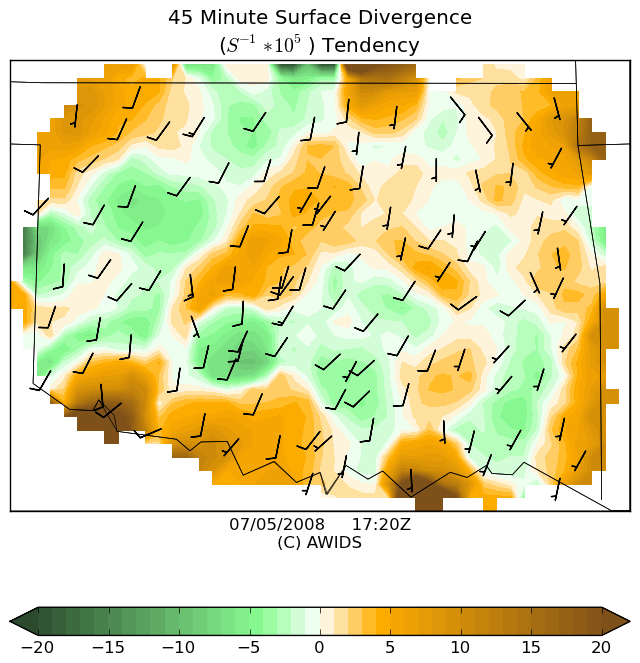 45 Minute Surface Divergence
(S⁻¹ * 10⁵ ) Tendency
07/05/2008 17:20Z
(C) AWIDS
−20 −15 −10 −5 0 5 10 15 20